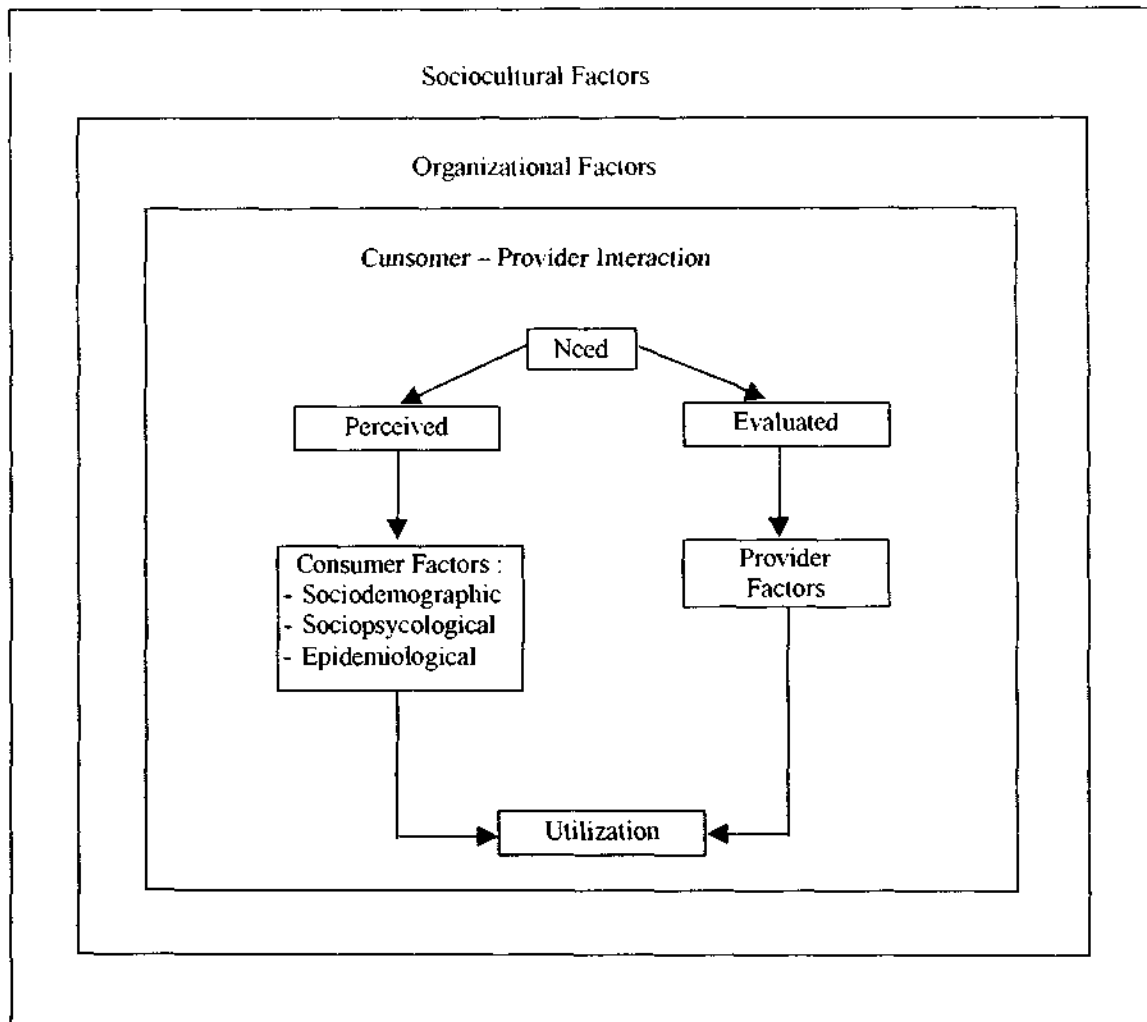 Sociocultural Factors
Organizational Factors
Cunsomer – Provider Interaction
Need
Perceived
Evaluated
Consumer Factors :
- Sociodemographic
- Sociopsycological
- Epidemiological
Provider
Factors
Utilization